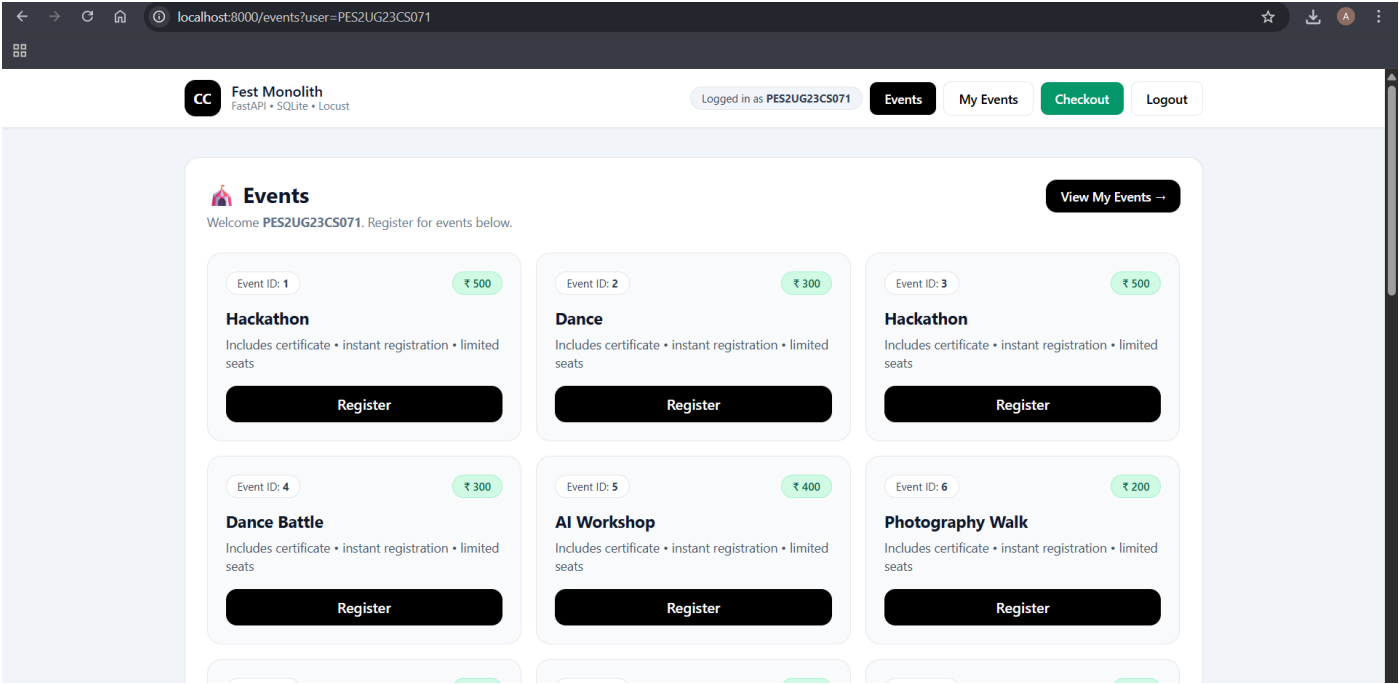 localhost:8000/events?user=PES2UG23CS071
A
CC
Fest Monolith
FastAPI • SQLite • Locust
Logged in as PES2UG23CS071
Events
My Events
Checkout
Logout
Events
View My Events →
Welcome PES2UG23CS071. Register for events below.
Event ID: 1
₹ 500
Hackathon
Includes certificate • instant registration • limited
seats
Register
Event ID: 2
₹ 300
Dance
Includes certificate • instant registration • limited
seats
Register
Event ID: 3
₹ 500
Hackathon
Includes certificate • instant registration • limited
seats
Register
Event ID: 4
₹ 300
Dance Battle
Includes certificate • instant registration • limited
seats
Register
Event ID: 5
₹ 400
AI Workshop
Includes certificate • instant registration • limited
seats
Register
Event ID: 6
₹ 200
Photography Walk
Includes certificate • instant registration • limited
seats
Register